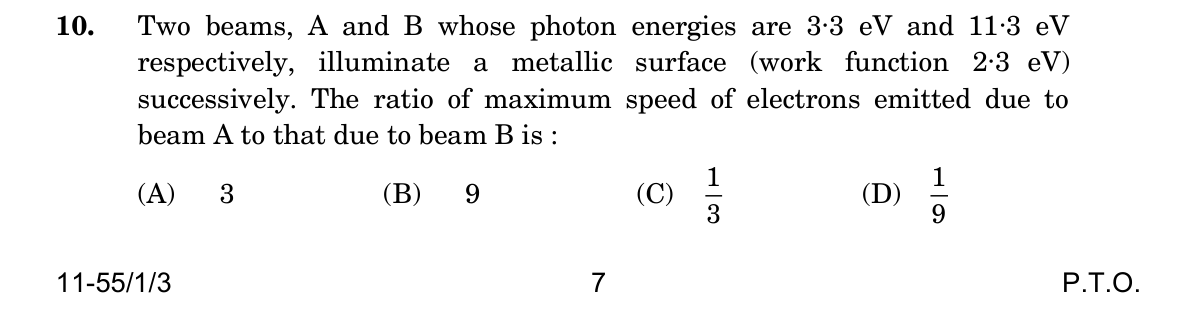 10. Two beams, A and B whose photon energies are 3·3 eV and 11·3 eV
respectively, illuminate a metallic surface (work function 2·3 eV)
successively. The ratio of maximum speed of electrons emitted due to
beam A to that due to beam B is :
(A) 3 (B) 9 (C) 1/3 (D) 1/9
11-55/1/3 7 P.T.O.